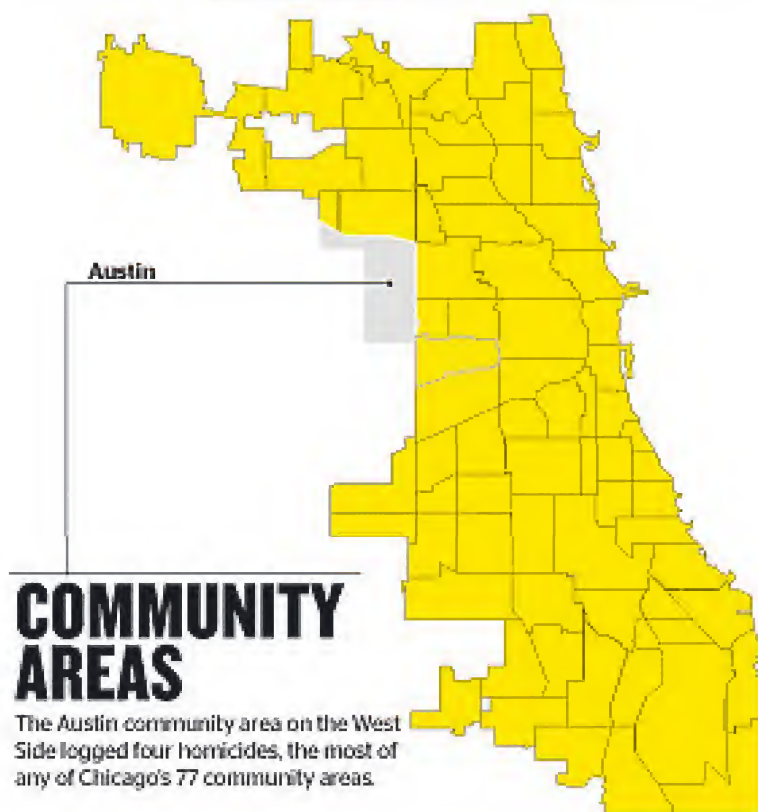 Austin
COMMUNITY
AREAS
The Austin community area on the West
Side logged four homicides, the most of
any of Chicago's 77 community areas.